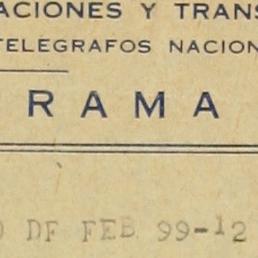 ACIONES Y TRANS
TELEGRAFOS NACION
RAMA
DF FEB 99-12